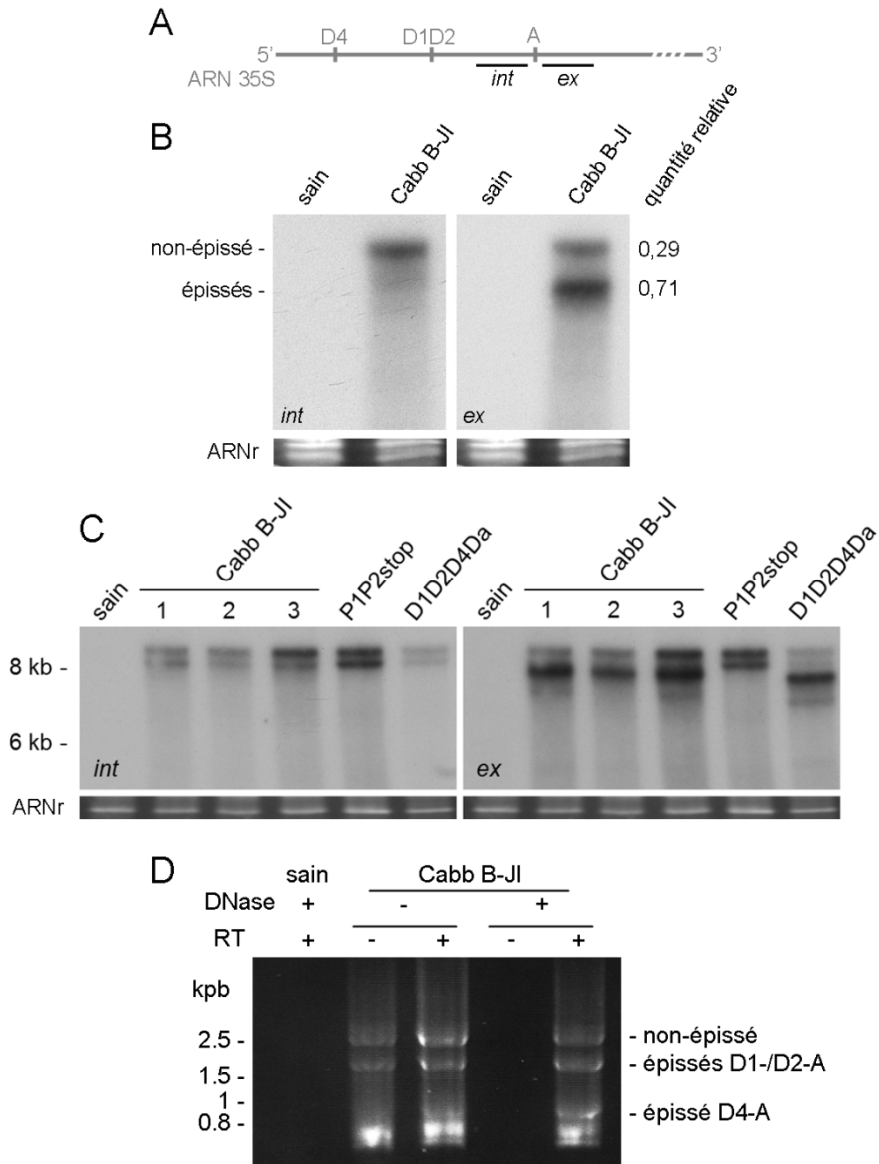 A
D4 D1D2 A
5' 3'
ARN 35S int ex
B
sain Cabb B-JI sain Cabb B-JI quantité relative
non-épissé - 0,29
épissés - 0,71
int ex
ARNr
C
Cabb B-JI Cabb B-JI
sain 1 2 3 P1P2stop D1D2D4Da sain 1 2 3 P1P2stop D1D2D4Da
8 kb -
6 kb -
int ex
ARNr
D
sain Cabb B-JI
DNase + - +
RT + - + - +
kpb
2.5 - - non-épissé
1.5 - - épissés D1-/D2-A
1 -
0.8 - - épissé D4-A